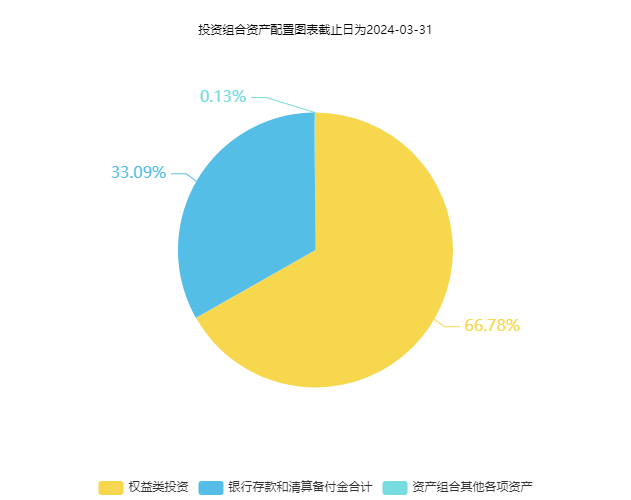 投资组合资产配置图表截止日为2024-03-31
0.13%
33.09%
66.78%
权益类投资 银行存款和清算备付金合计 资产组合其他各项资产